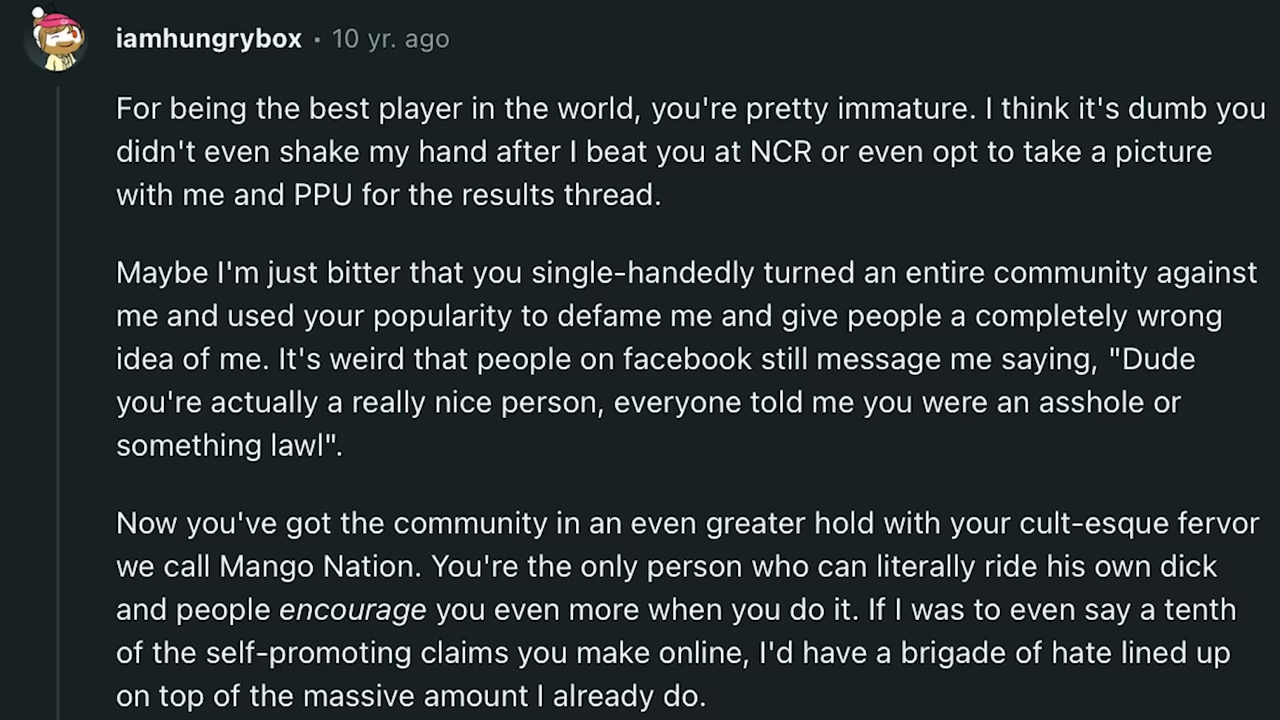 iamhungrybox • 10 yr. ago
For being the best player in the world, you're pretty immature. I think it's dumb you
didn't even shake my hand after I beat you at NCR or even opt to take a picture
with me and PPU for the results thread.
Maybe I'm just bitter that you single-handedly turned an entire community against
me and used your popularity to defame me and give people a completely wrong
idea of me. It's weird that people on facebook still message me saying, "Dude
you're actually a really nice person, everyone told me you were an asshole or
something lawl".
Now you've got the community in an even greater hold with your cult-esque fervor
we call Mango Nation. You're the only person who can literally ride his own dick
and people encourage you even more when you do it. If I was to even say a tenth
of the self-promoting claims you make online, I'd have a brigade of hate lined up
on top of the massive amount I already do.